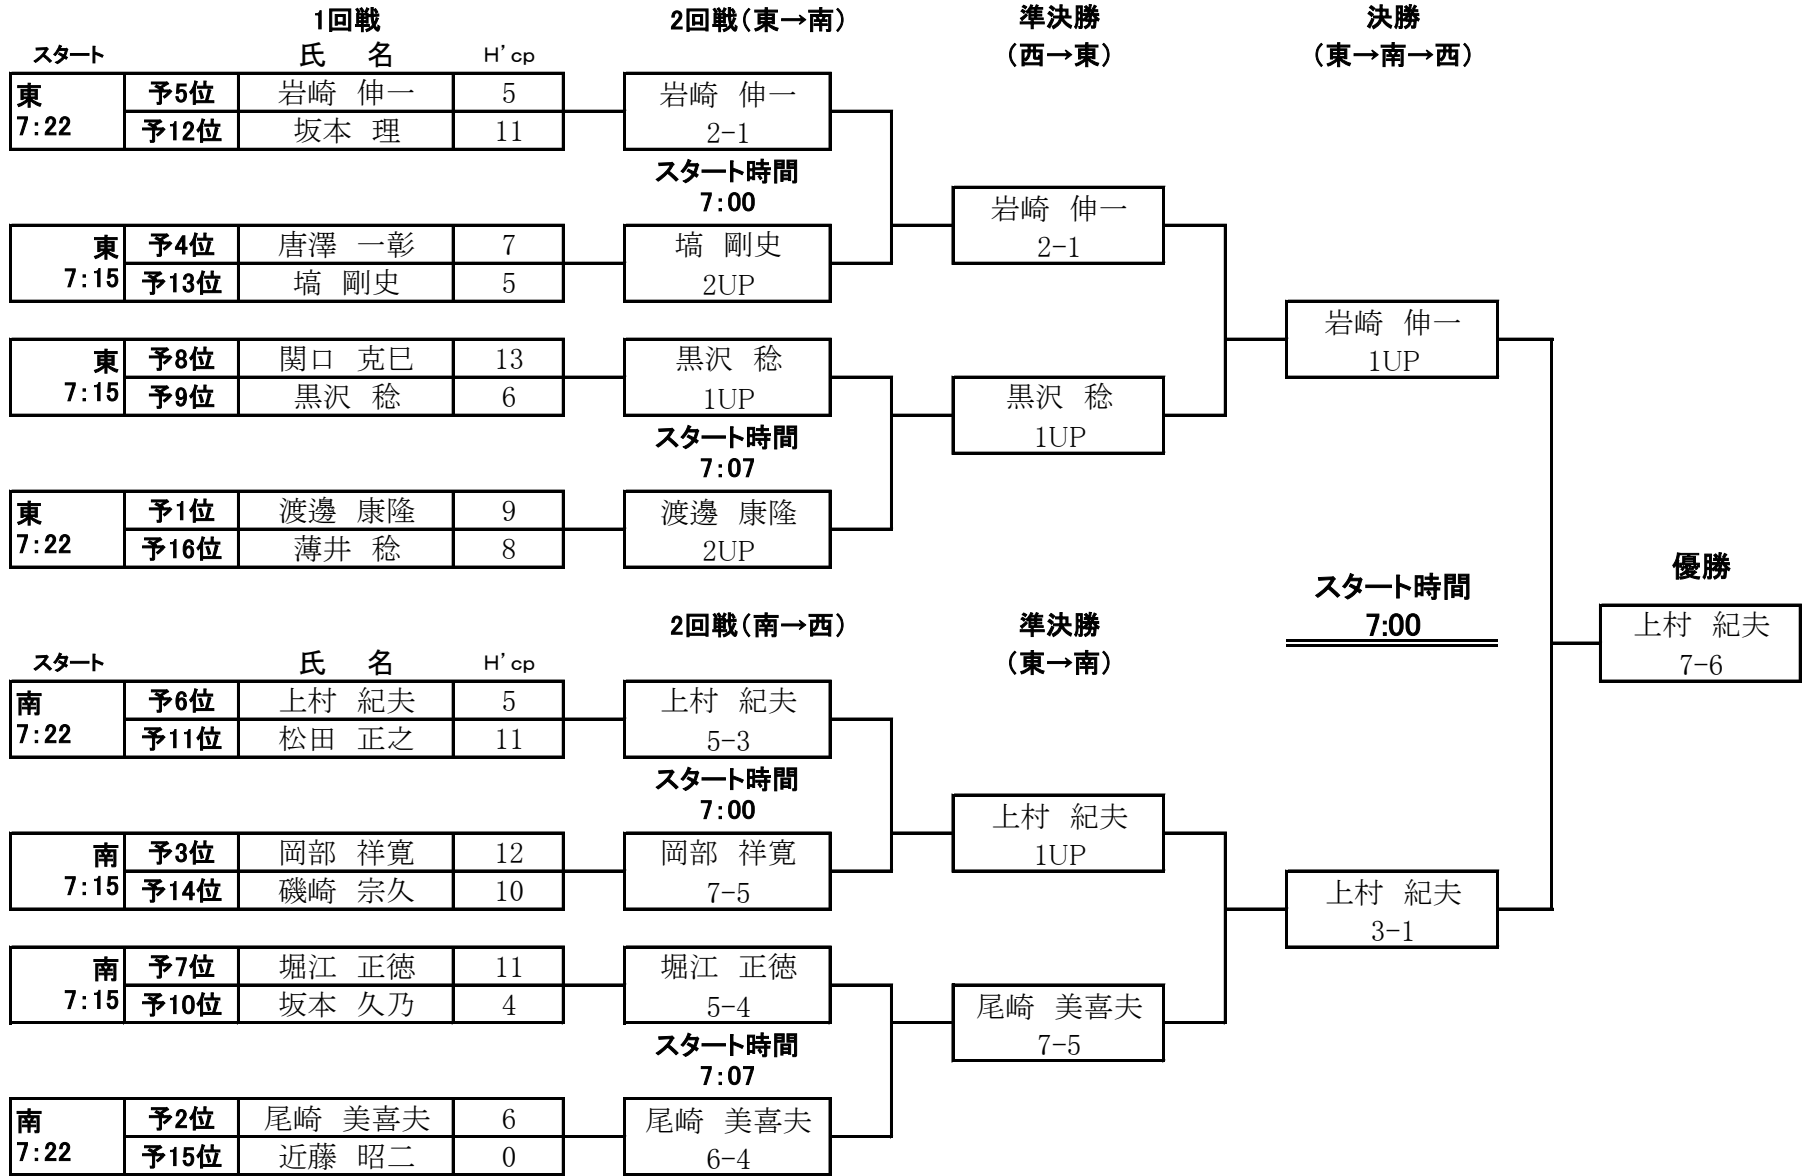 1回戦 2回戦（東→南） 準決勝 決勝
（西→東） （東→南→西）
スタート 氏 名 H'cp
東 予5位 岩崎 伸一 5 岩崎 伸一
7:22 予12位 坂本 理 11 2-1
スタート時間
7:00
岩崎 伸一
2-1
東 予4位 唐澤 一彰 7 塙 剛史
7:15 予13位 塙 剛史 5 2UP
岩崎 伸一
1UP
東 予8位 関口 克巳 13 黒沢 稔
7:15 予9位 黒沢 稔 6 1UP
黒沢 稔
1UP
スタート時間
7:07
東 予1位 渡邊 康隆 9 渡邊 康隆
7:22 予16位 薄井 稔 8 2UP
優勝
スタート時間
7:00
上村 紀夫
7-6
2回戦（南→西） 準決勝
（東→南）
スタート 氏 名 H'cp
南 予6位 上村 紀夫 5 上村 紀夫
7:22 予11位 松田 正之 11 5-3
スタート時間
7:00
上村 紀夫
1UP
南 予3位 岡部 祥寛 12 岡部 祥寛
7:15 予14位 磯崎 宗久 10 7-5
上村 紀夫
3-1
南 予7位 堀江 正徳 11 堀江 正徳
7:15 予10位 坂本 久乃 4 5-4
尾崎 美喜夫
7-5
スタート時間
7:07
南 予2位 尾崎 美喜夫 6 尾崎 美喜夫
7:22 予15位 近藤 昭二 0 6-4